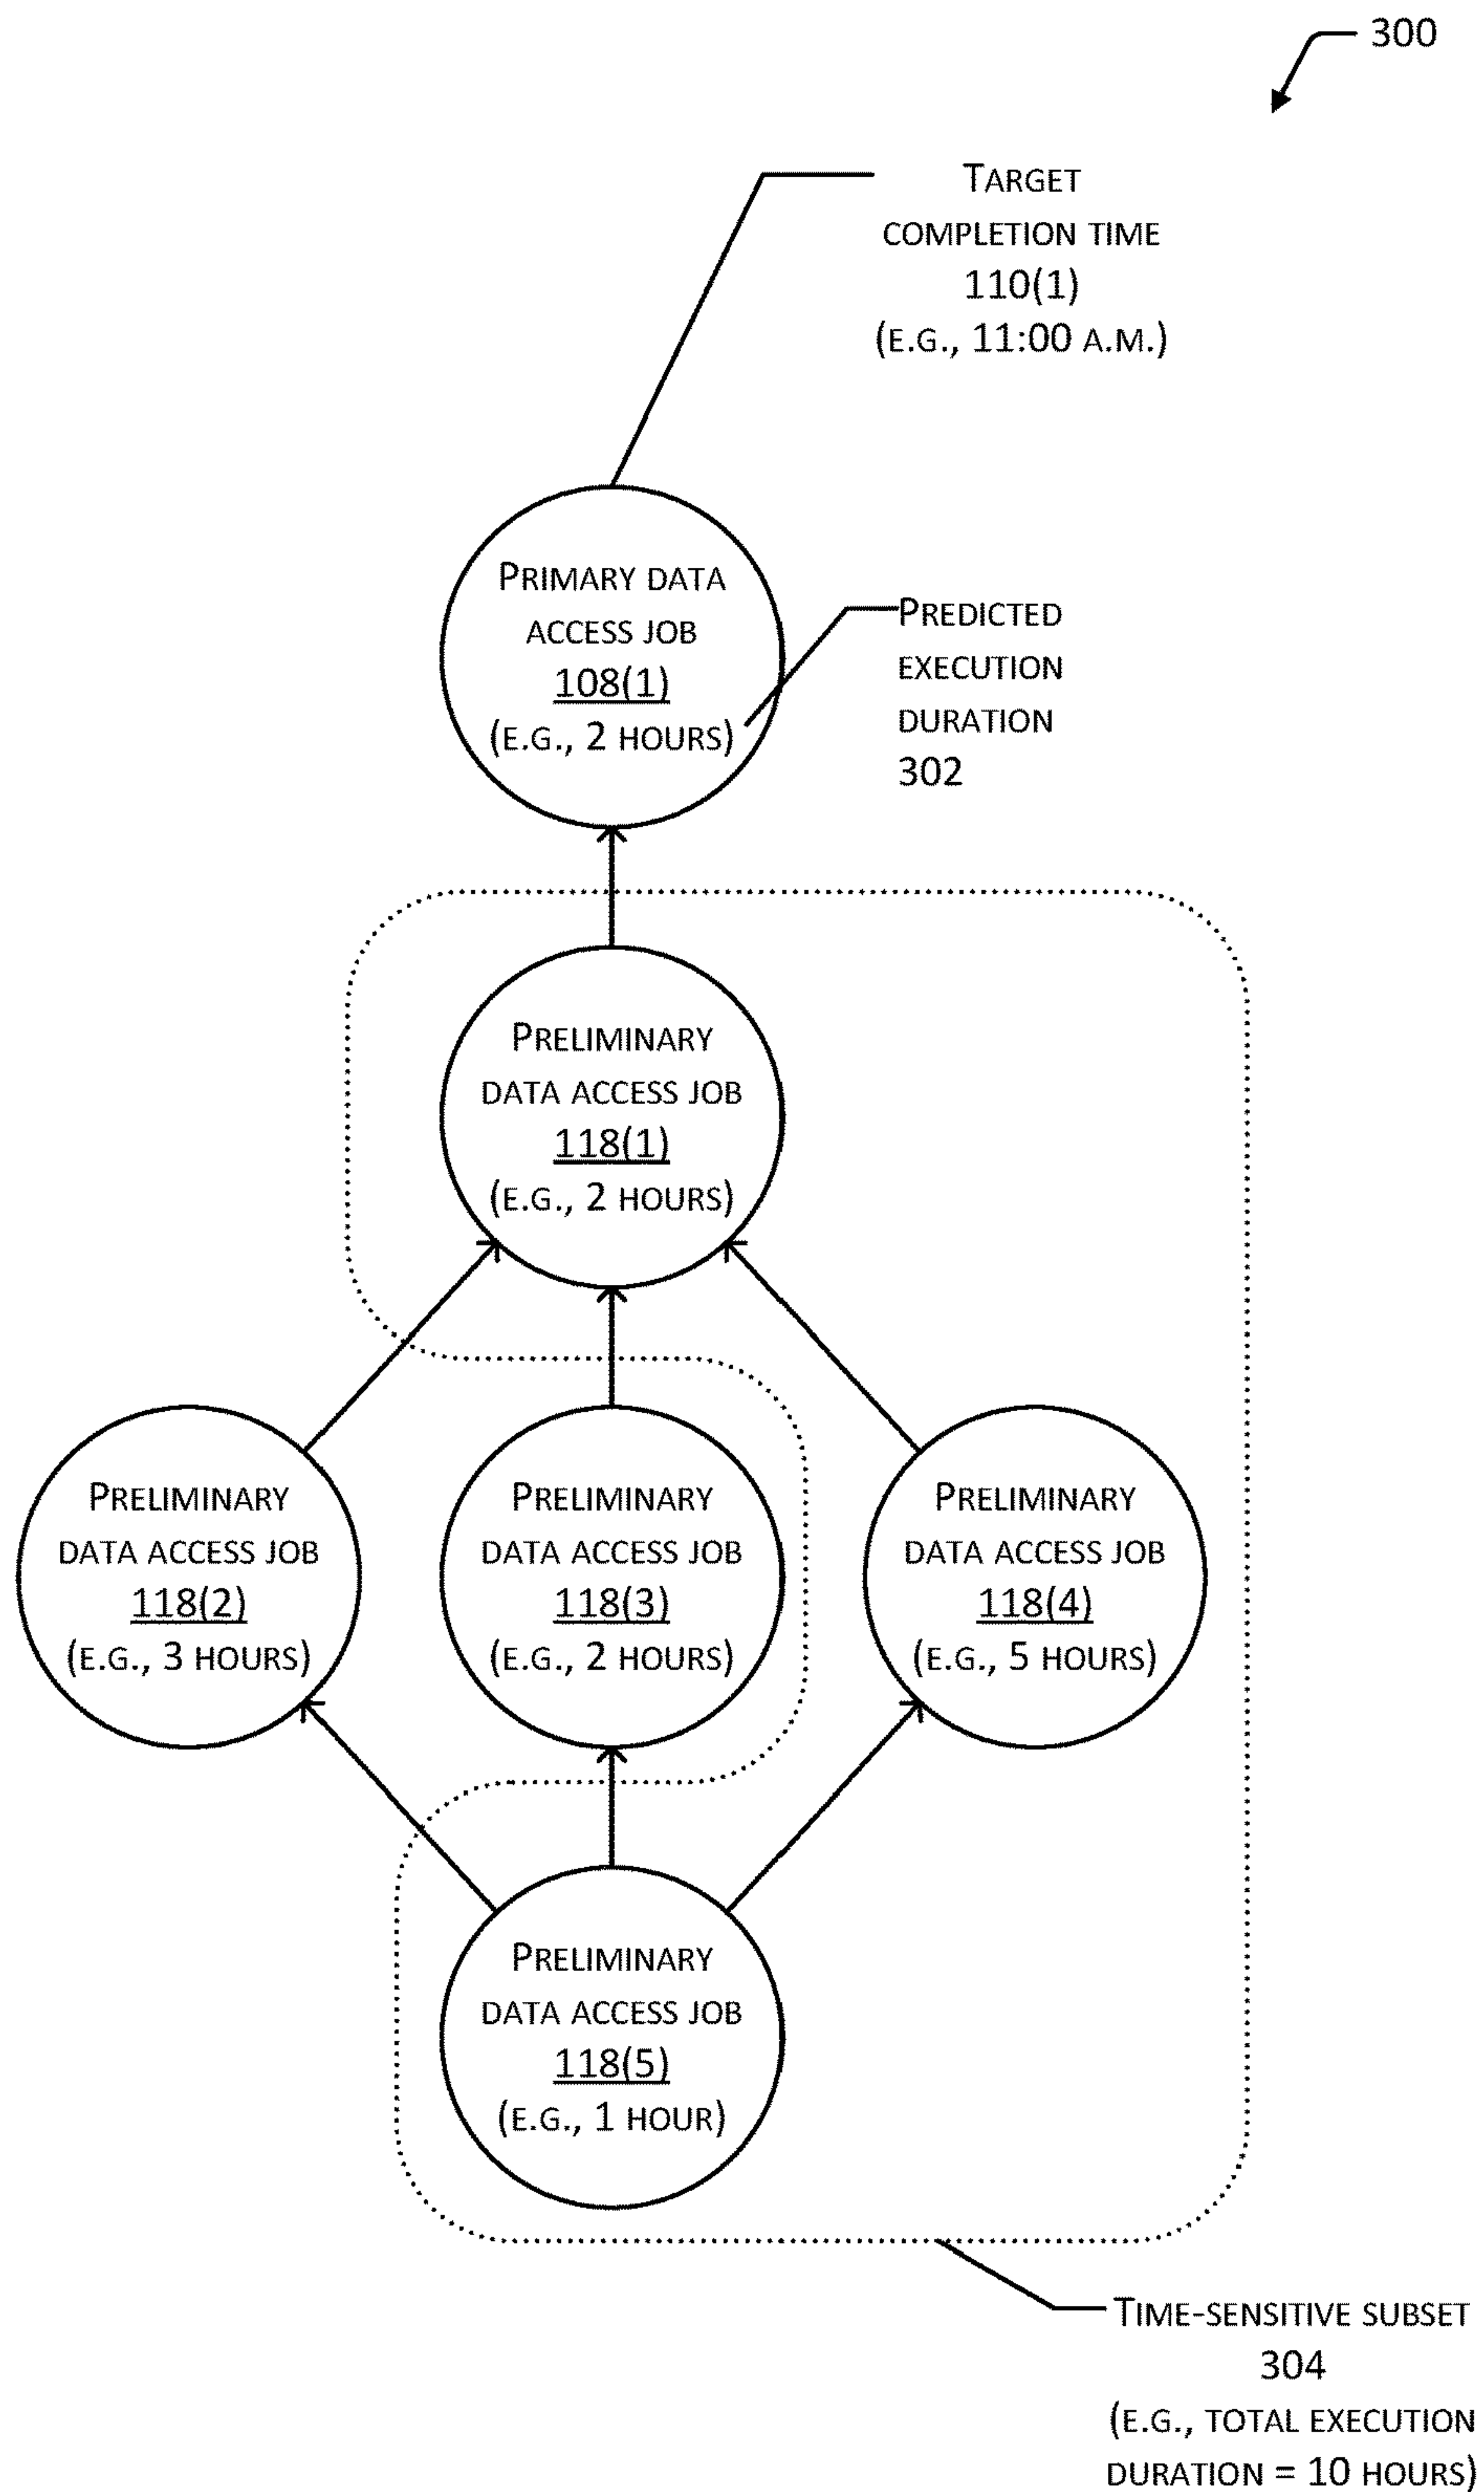 300
TARGET
COMPLETION TIME
110(1)
(E.G., 11:00 A.M.)
PRIMARY DATA
ACCESS JOB
108(1)
(E.G., 2 HOURS)
PREDICTED
EXECUTION
DURATION
302
PRELIMINARY
DATA ACCESS JOB
118(1)
(E.G., 2 HOURS)
PRELIMINARY
DATA ACCESS JOB
118(2)
(E.G., 3 HOURS)
PRELIMINARY
DATA ACCESS JOB
118(3)
(E.G., 2 HOURS)
PRELIMINARY
DATA ACCESS JOB
118(4)
(E.G., 5 HOURS)
PRELIMINARY
DATA ACCESS JOB
118(5)
(E.G., 1 HOUR)
TIME-SENSITIVE SUBSET
304
(E.G., TOTAL EXECUTION
DURATION = 10 HOURS)